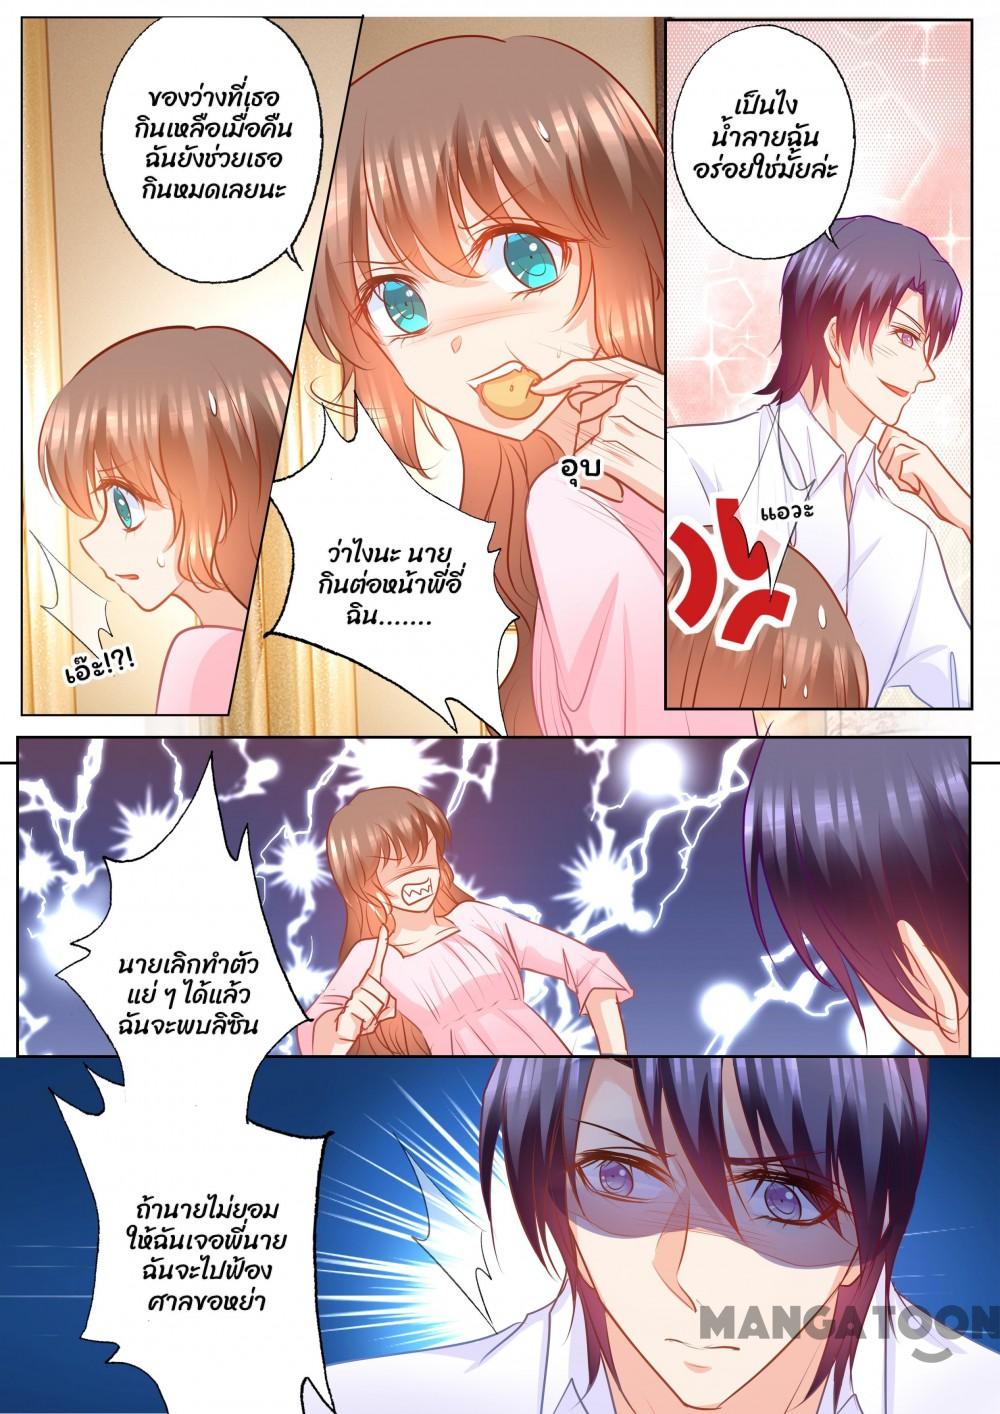 ของว่างที่เธอ
กินเหลือเมื่อคืน
ฉันยังช่วยเธอ
กินหมดเลยนะ
เอ๊ะ!?!
ว่าไงนะ นาย
กินต่อหน้าพี่อี่
ฉิน.......
อุบ
เป็นไง
น้ำลายฉัน
อร่อยใช่มั้ยล่ะ
แอวะ
นายเลิกทำตัว
แย่ ๆ ได้แล้ว
ฉันจะพบลิซิน
ถ้านายไม่ยอม
ให้ฉันเจอพี่นาย
ฉันจะไปฟ้อง
ศาลขอหย่า
MANGATOON